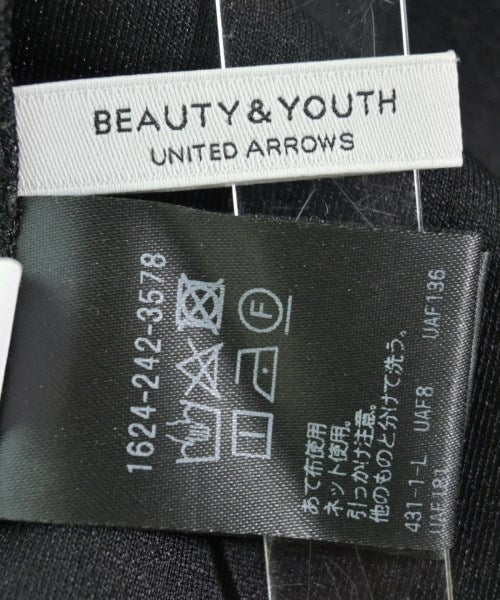 BEAUTY & YOUTH
UNITED ARROWS
1624-242-3578
F
あて布使用
ネット使用。
引っかけ注意。
他のものと分けて洗う。
431-1-L UAF8 UAF136
UAF191